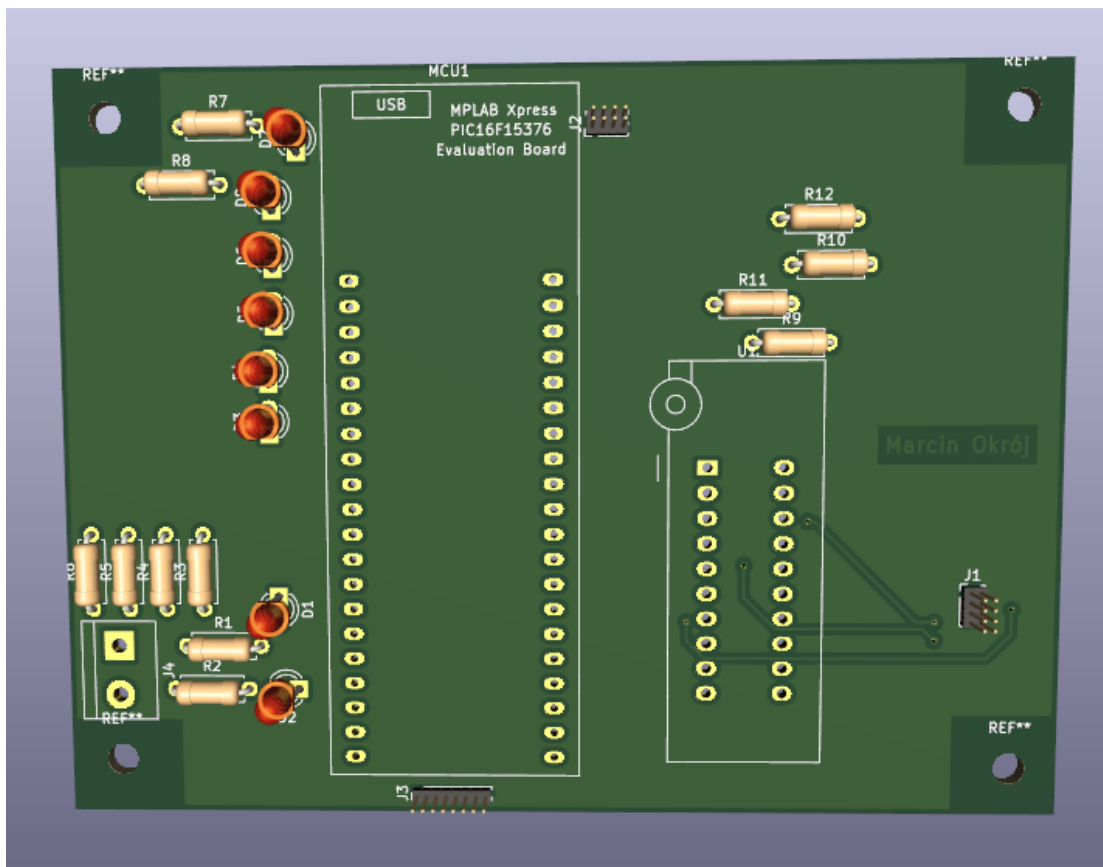 REF**
REF**
MCU1
R7
USB
MPLAB Xpress
PIC16F15376
Evaluation Board
J2
R8
R12
R10
R11
R9
U1
Marcin Okrój
R6
R5
R4
R3
J1
D1
R1
J4
R2
REF**
REF**
J3